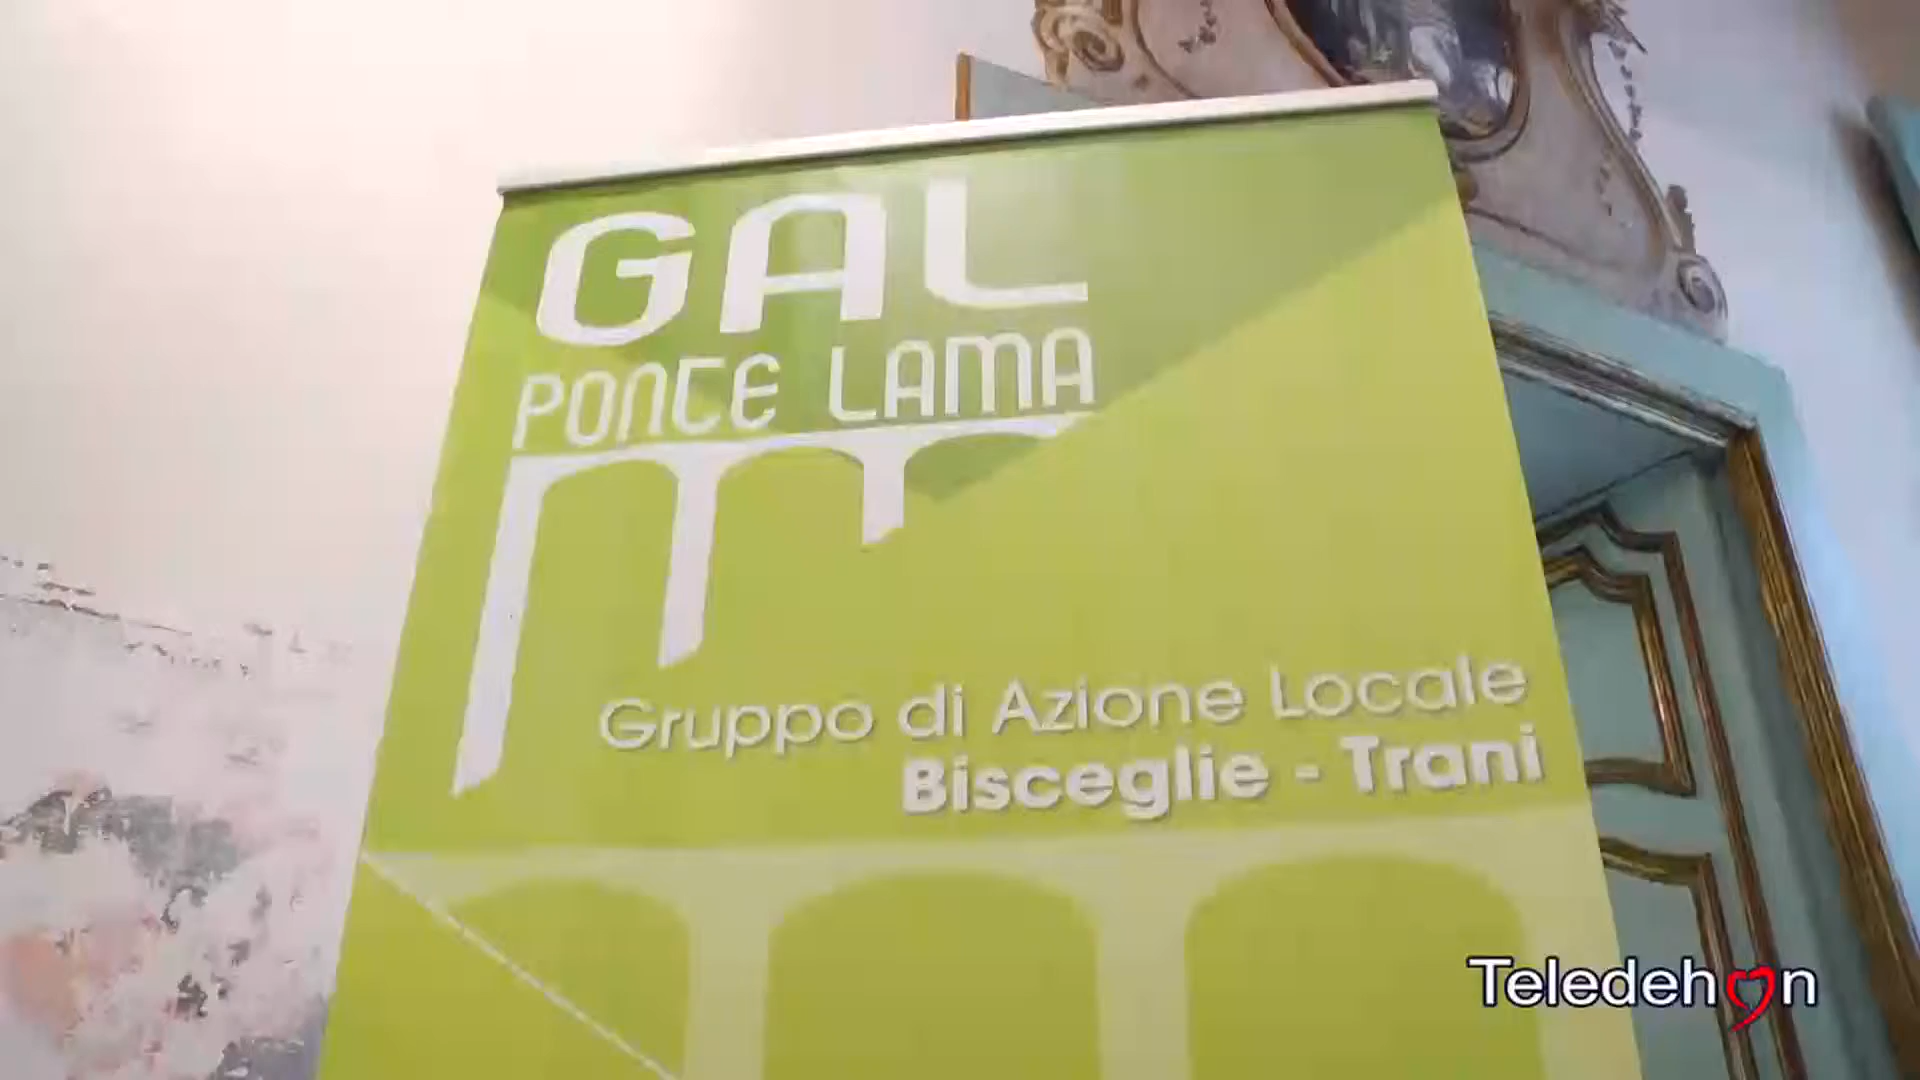 GAL
PONTE LAMA
Gruppo di Azione Locale
Bisceglie - Trani
Teledehon